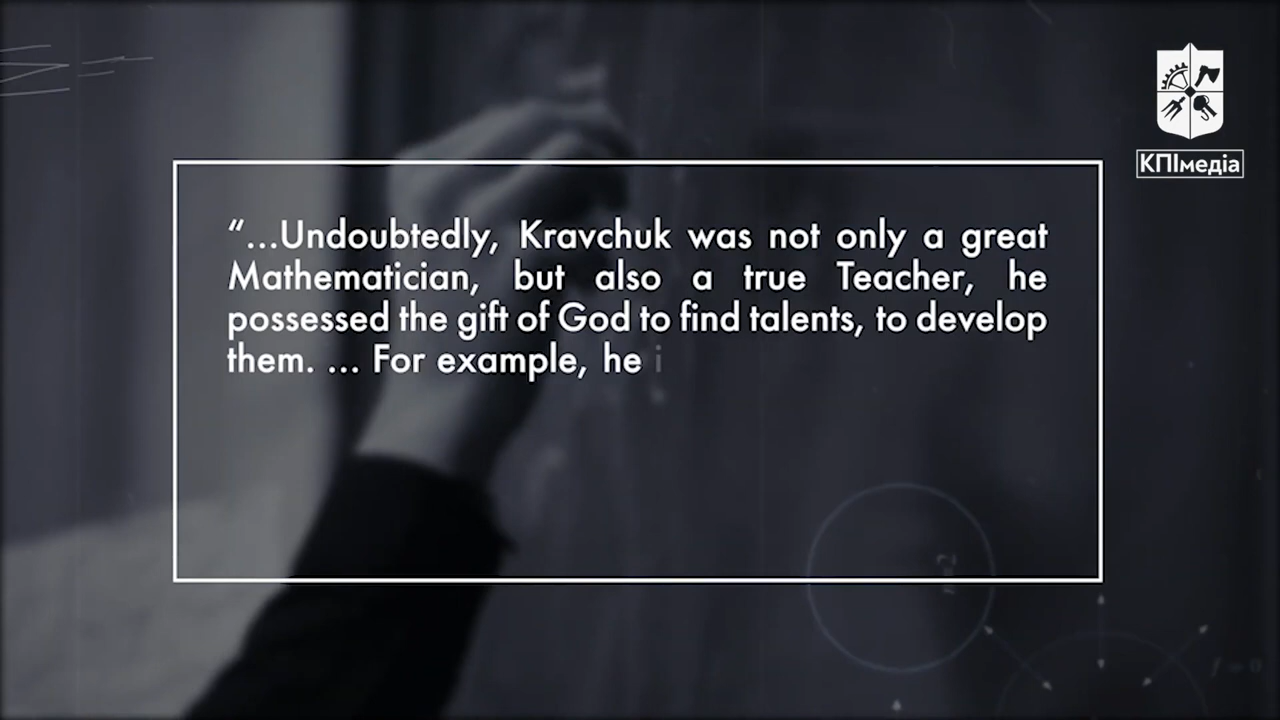 КПІмедіа
“...Undoubtedly, Kravchuk was not only a great
Mathematician, but also a true Teacher, he
possessed the gift of God to find talents, to develop
them. ... For example, he i